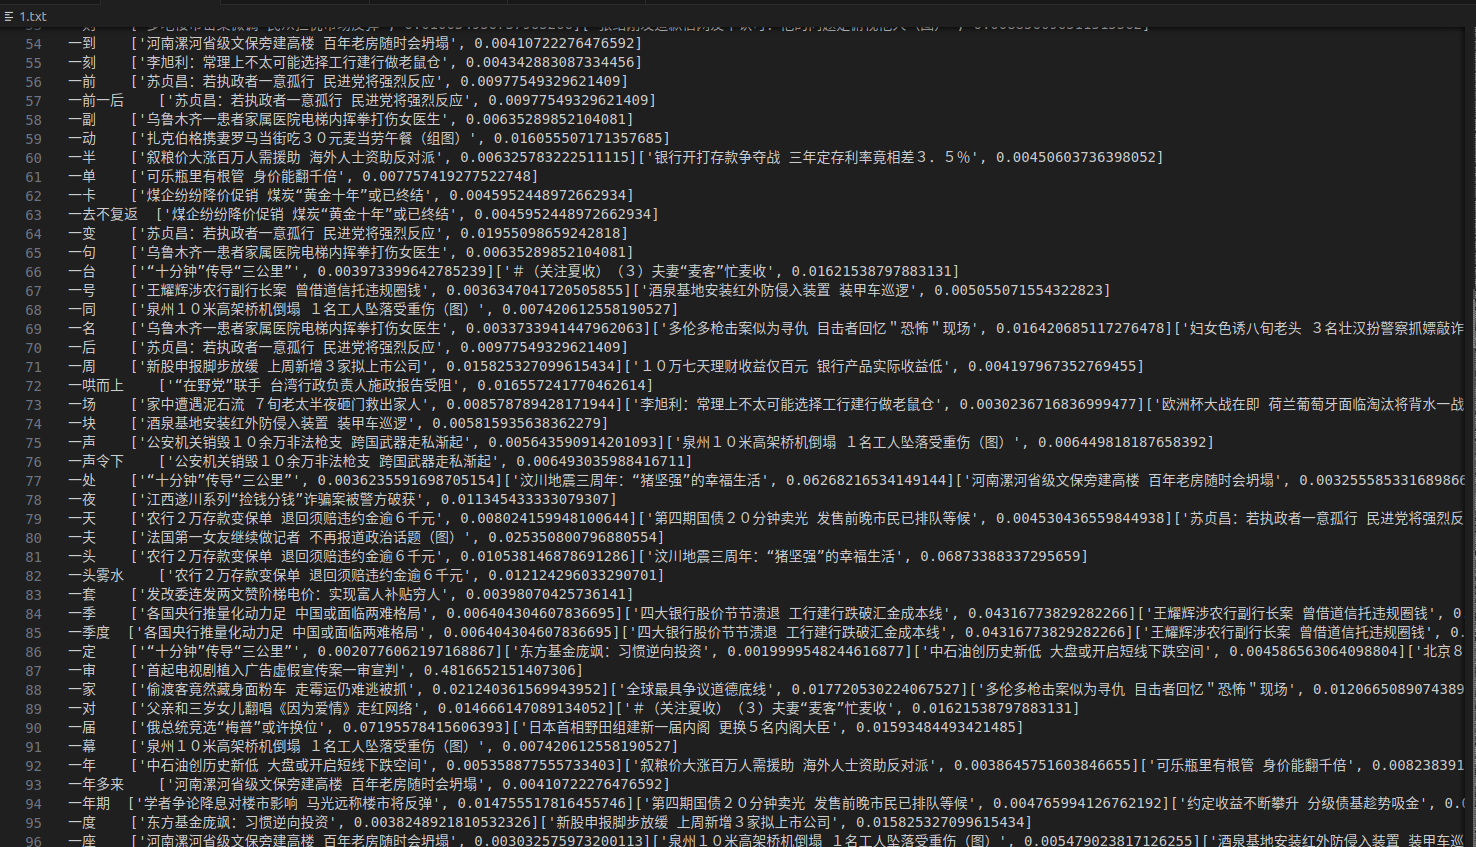 1.txt
54 一到 ['河南漯河省级文保旁建高楼 百年老房随时会坍塌', 0.00410722276476592]
55 一刻 ['李旭利：常理上不太可能选择工行建行做老鼠仓', 0.004342883087334456]
56 一前 ['苏贞昌：若执政者一意孤行 民进党将强烈反应', 0.00977549329621409]
57 一前一后 ['苏贞昌：若执政者一意孤行 民进党将强烈反应', 0.00977549329621409]
58 一副 ['乌鲁木齐一患者家属医院电梯内挥拳打伤女医生', 0.00635289852104081]
59 一动 ['扎克伯格携妻罗马当街吃３０元麦当劳午餐（组图）', 0.016055507171357685]
60 一半 ['叙粮价大涨百万人需援助 海外人士资助反对派', 0.006325783222511115]['银行开打存款争夺战 三年定存利率竟相差３．５％', 0.00450603736398052]
61 一单 ['可乐瓶里有根管 身价能翻千倍', 0.007757419277522748]
62 一卡 ['煤企纷纷降价促销 煤炭“黄金十年”或已终结', 0.0045952448972662934]
63 一去不复返 ['煤企纷纷降价促销 煤炭“黄金十年”或已终结', 0.0045952448972662934]
64 一变 ['苏贞昌：若执政者一意孤行 民进党将强烈反应', 0.01955098659242818]
65 一句 ['乌鲁木齐一患者家属医院电梯内挥拳打伤女医生', 0.00635289852104081]
66 一台 ['“十分钟”传导“三公里”', 0.003973399642785239]['＃（关注夏收）（３）夫妻“麦客”忙麦收', 0.01621538797883131]
67 一号 ['王耀辉涉农行副行长案 曾借道信托违规圈钱', 0.0036347041720505855]['酒泉基地安装红外防侵入装置 装甲车巡逻', 0.005055071554322823]
68 一同 ['泉州１０米高架桥机倒塌 １名工人坠落受重伤（图）', 0.007420612558190527]
69 一名 ['乌鲁木齐一患者家属医院电梯内挥拳打伤女医生', 0.0033733941447962063]['多伦多枪击案似为寻仇 目击者回忆＂恐怖＂现场', 0.016420685117276478]['妇女色诱八旬老头 ３名壮汉扮警察抓嫖敲诈
70 一后 ['苏贞昌：若执政者一意孤行 民进党将强烈反应', 0.00977549329621409]
71 一周 ['新股申报脚步放缓 上周新增３家拟上市公司', 0.015825327099615434]['１０万七天理财收益仅百元 银行产品实际收益低', 0.004197967352769455]
72 一哄而上 ['“在野党”联手 台湾行政负责人施政报告受阻', 0.016557241770462614]
73 一场 ['家中遭遇泥石流 ７旬老太半夜砸门救出家人', 0.008578789428171944]['李旭利：常理上不太可能选择工行建行做老鼠仓', 0.0030236716836999477]['欧洲杯大战在即 荷兰葡萄牙面临淘汰将背水一战
74 一块 ['酒泉基地安装红外防侵入装置 装甲车巡逻', 0.005815935638362279]
75 一声 ['公安机关销毁１０余万非法枪支 跨国武器走私渐起', 0.005643590914201093]['泉州１０米高架桥机倒塌 １名工人坠落受重伤（图）', 0.006449818187658392]
76 一声令下 ['公安机关销毁１０余万非法枪支 跨国武器走私渐起', 0.006493035988416711]
77 一处 ['“十分钟”传导“三公里”', 0.0036235591698705154]['汶川地震三周年：“猪坚强”的幸福生活', 0.06268216534149144]['河南漯河省级文保旁建高楼 百年老房随时会坍塌', 0.003255585331689866
78 一夜 ['江西遂川系列“捡钱分钱”诈骗案被警方破获', 0.011345433333079307]
79 一天 ['农行２万存款变保单 退回须赔违约金逾６千元', 0.008024159948100644]['第四期国债２０分钟卖光 发售前晚市民已排队等候', 0.004530436559844938]['苏贞昌：若执政者一意孤行 民进党将强烈反
80 一夫 ['法国第一女友继续做记者 不再报道政治话题（图）', 0.025350800796880554]
81 一头 ['农行２万存款变保单 退回须赔违约金逾６千元', 0.010538146878691286]['汶川地震三周年：“猪坚强”的幸福生活', 0.06873388337295659]
82 一头雾水 ['农行２万存款变保单 退回须赔违约金逾６千元', 0.012124296033290701]
83 一套 ['发改委连发两文赞阶梯电价：实现富人补贴穷人', 0.00398070425736141]
84 一季 ['各国央行推量化动力足 中国或面临两难格局', 0.006404304607836695]['四大银行股价节节溃退 工行建行跌破汇金成本线', 0.04316773829282266]['王耀辉涉农行副行长案 曾借道信托违规圈钱', 0.
85 一季度 ['各国央行推量化动力足 中国或面临两难格局', 0.006404304607836695]['四大银行股价节节溃退 工行建行跌破汇金成本线', 0.04316773829282266]['王耀辉涉农行副行长案 曾借道信托违规圈钱', 0.
86 一定 ['“十分钟”传导“三公里”', 0.0020776062197168867]['东方基金庞飒：习惯逆向投资', 0.0019999548244616877]['中石油创历史新低 大盘或开启短线下跌空间', 0.004586563064098804]['北京８
87 一审 ['首起电视剧植入广告虚假宣传案一审宣判', 0.4816652151407306]
88 一家 ['偷渡客竟然藏身面粉车 走霉运仍难逃被抓', 0.021240361569943952]['全球最具争议道德底线', 0.017720530224067527]['多伦多枪击案似为寻仇 目击者回忆＂恐怖＂现场', 0.0120665089074389
89 一对 ['父亲和三岁女儿翻唱《因为爱情》走红网络', 0.014666147089134052]['＃（关注夏收）（３）夫妻“麦客”忙麦收', 0.01621538797883131]
90 一届 ['俄总统竞选“梅普”或许换位', 0.07195578415606393]['日本首相野田组建新一届内阁 更换５名内阁大臣', 0.01593484493421485]
91 一幕 ['泉州１０米高架桥机倒塌 １名工人坠落受重伤（图）', 0.007420612558190527]
92 一年 ['中石油创历史新低 大盘或开启短线下跌空间', 0.005358877555733403]['叙粮价大涨百万人需援助 海外人士资助反对派', 0.0038645751603846655]['可乐瓶里有根管 身价能翻千倍', 0.008238391
93 一年多来 ['河南漯河省级文保旁建高楼 百年老房随时会坍塌', 0.00410722276476592]
94 一年期 ['学者争论降息对楼市影响 马光远称楼市将反弹', 0.014755517816455746]['第四期国债２０分钟卖光 发售前晚市民已排队等候', 0.004765994126762192]['约定收益不断攀升 分级债基趁势吸金', 0.0
95 一度 ['东方基金庞飒：习惯逆向投资', 0.0038248921810532326]['新股申报脚步放缓 上周新增３家拟上市公司', 0.015825327099615434]
96 一座 ['河南漯河省级文保旁建高楼 百年老房随时会坍塌', 0.003032575973200113]['泉州１０米高架桥机倒塌 １名工人坠落受重伤（图）', 0.005479023817126255]['酒泉基地安装红外防侵入装置 装甲车巡